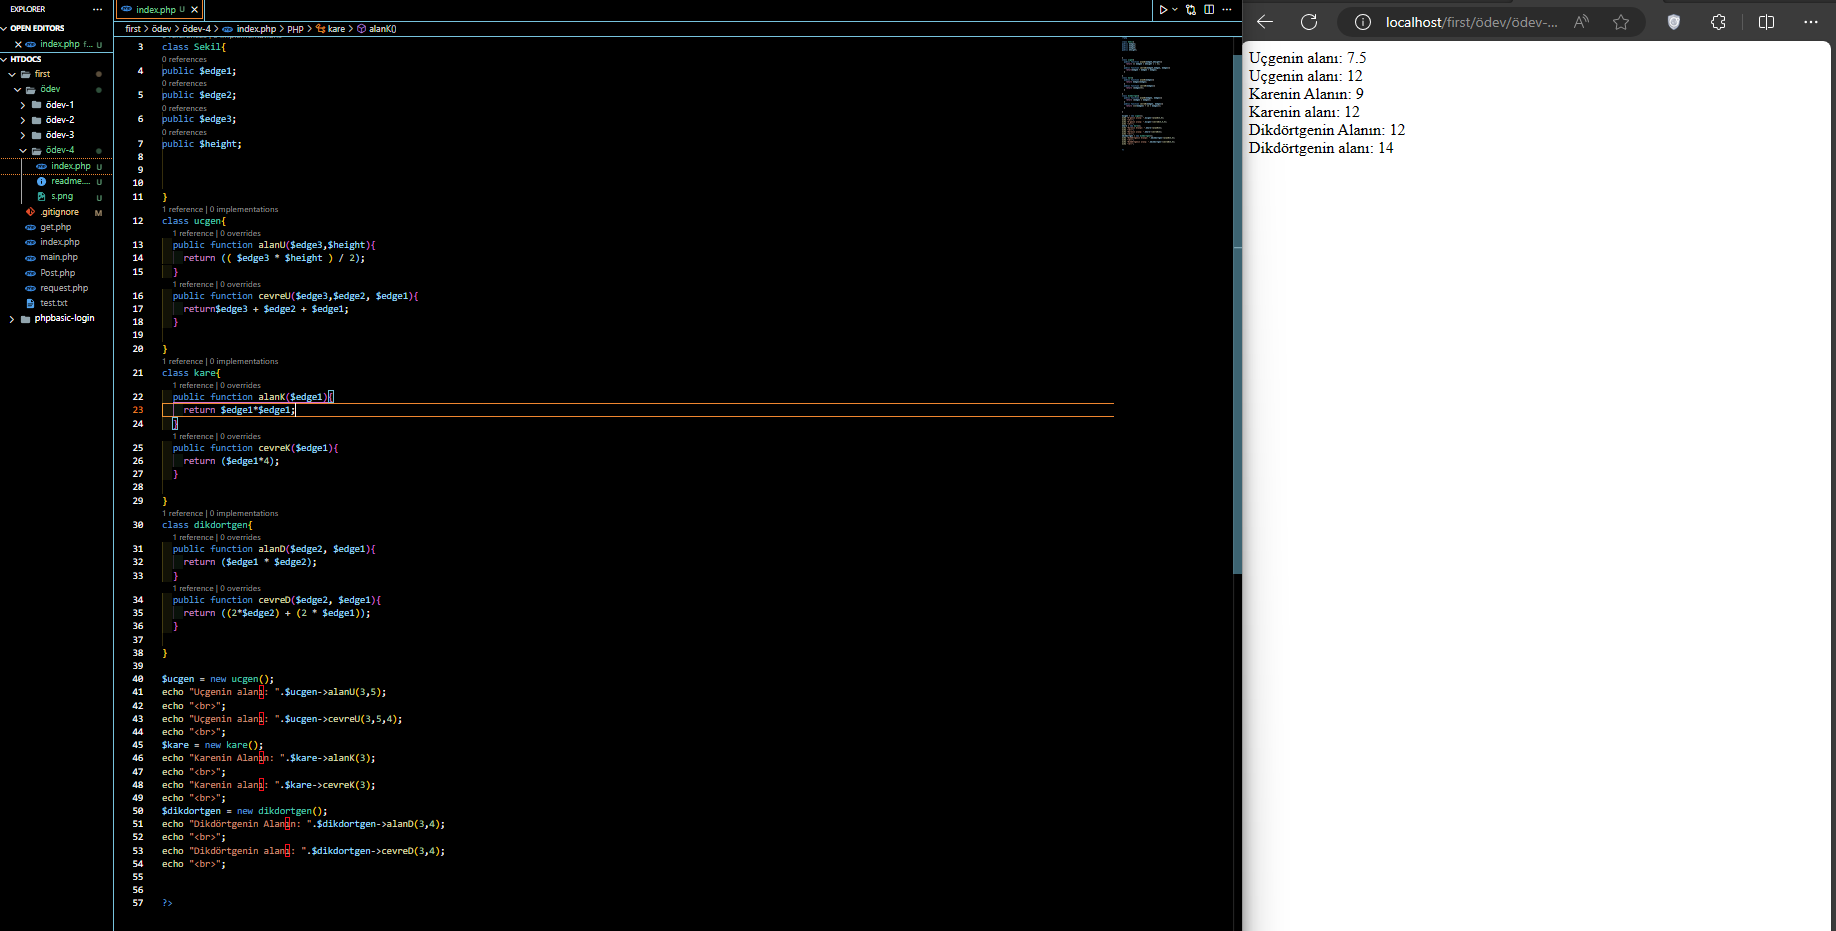 EXPLORER
OPEN EDITORS
index.php f... U
HTDOCS
first
ödev
ödev-1
ödev-2
ödev-3
ödev-4
index.php U
readme.... U
s.png U
.gitignore M
get.php
index.php
main.php
Post.php
request.php
test.txt
phpbasic-login
index.php U
first > ödev > ödev-4 > index.php > PHP > kare > alanK()
3 class Sekil{
0 references
4 public $edge1;
0 references
5 public $edge2;
0 references
6 public $edge3;
0 references
7 public $height;
8
9
10
11 }
1 reference | 0 implementations
12 class ucgen{
1 reference | 0 overrides
13 public function alanU($edge3,$height){
14 return (( $edge3 * $height ) / 2);
15 }
1 reference | 0 overrides
16 public function cevreU($edge3,$edge2, $edge1){
17 return$edge3 + $edge2 + $edge1;
18 }
19
20 }
1 reference | 0 implementations
21 class kare{
1 reference | 0 overrides
22 public function alanK($edge1){
23 return $edge1*$edge1;
24 }
1 reference | 0 overrides
25 public function cevreK($edge1){
26 return ($edge1*4);
27 }
28
29 }
1 reference | 0 implementations
30 class dikdortgen{
1 reference | 0 overrides
31 public function alanD($edge2, $edge1){
32 return ($edge1 * $edge2);
33 }
1 reference | 0 overrides
34 public function cevreD($edge2, $edge1){
35 return ((2*$edge2) + (2 * $edge1));
36 }
37
38 }
39
40 $ucgen = new ucgen();
41 echo "Uçgenin alanı: ".$ucgen->alanU(3,5);
42 echo "<br>";
43 echo "Uçgenin alanı: ".$ucgen->cevreU(3,5,4);
44 echo "<br>";
45 $kare = new kare();
46 echo "Karenin Alanın: ".$kare->alanK(3);
47 echo "<br>";
48 echo "Karenin alanı: ".$kare->cevreK(3);
49 echo "<br>";
50 $dikdortgen = new dikdortgen();
51 echo "Dikdörtgenin Alanın: ".$dikdortgen->alanD(3,4);
52 echo "<br>";
53 echo "Dikdörtgenin alanı: ".$dikdortgen->cevreD(3,4);
54 echo "<br>";
55
56
57 ?>
localhost/first/ödev/ödev-...
Uçgenin alanı: 7.5
Uçgenin alanı: 12
Karenin Alanın: 9
Karenin alanı: 12
Dikdörtgenin Alanın: 12
Dikdörtgenin alanı: 14